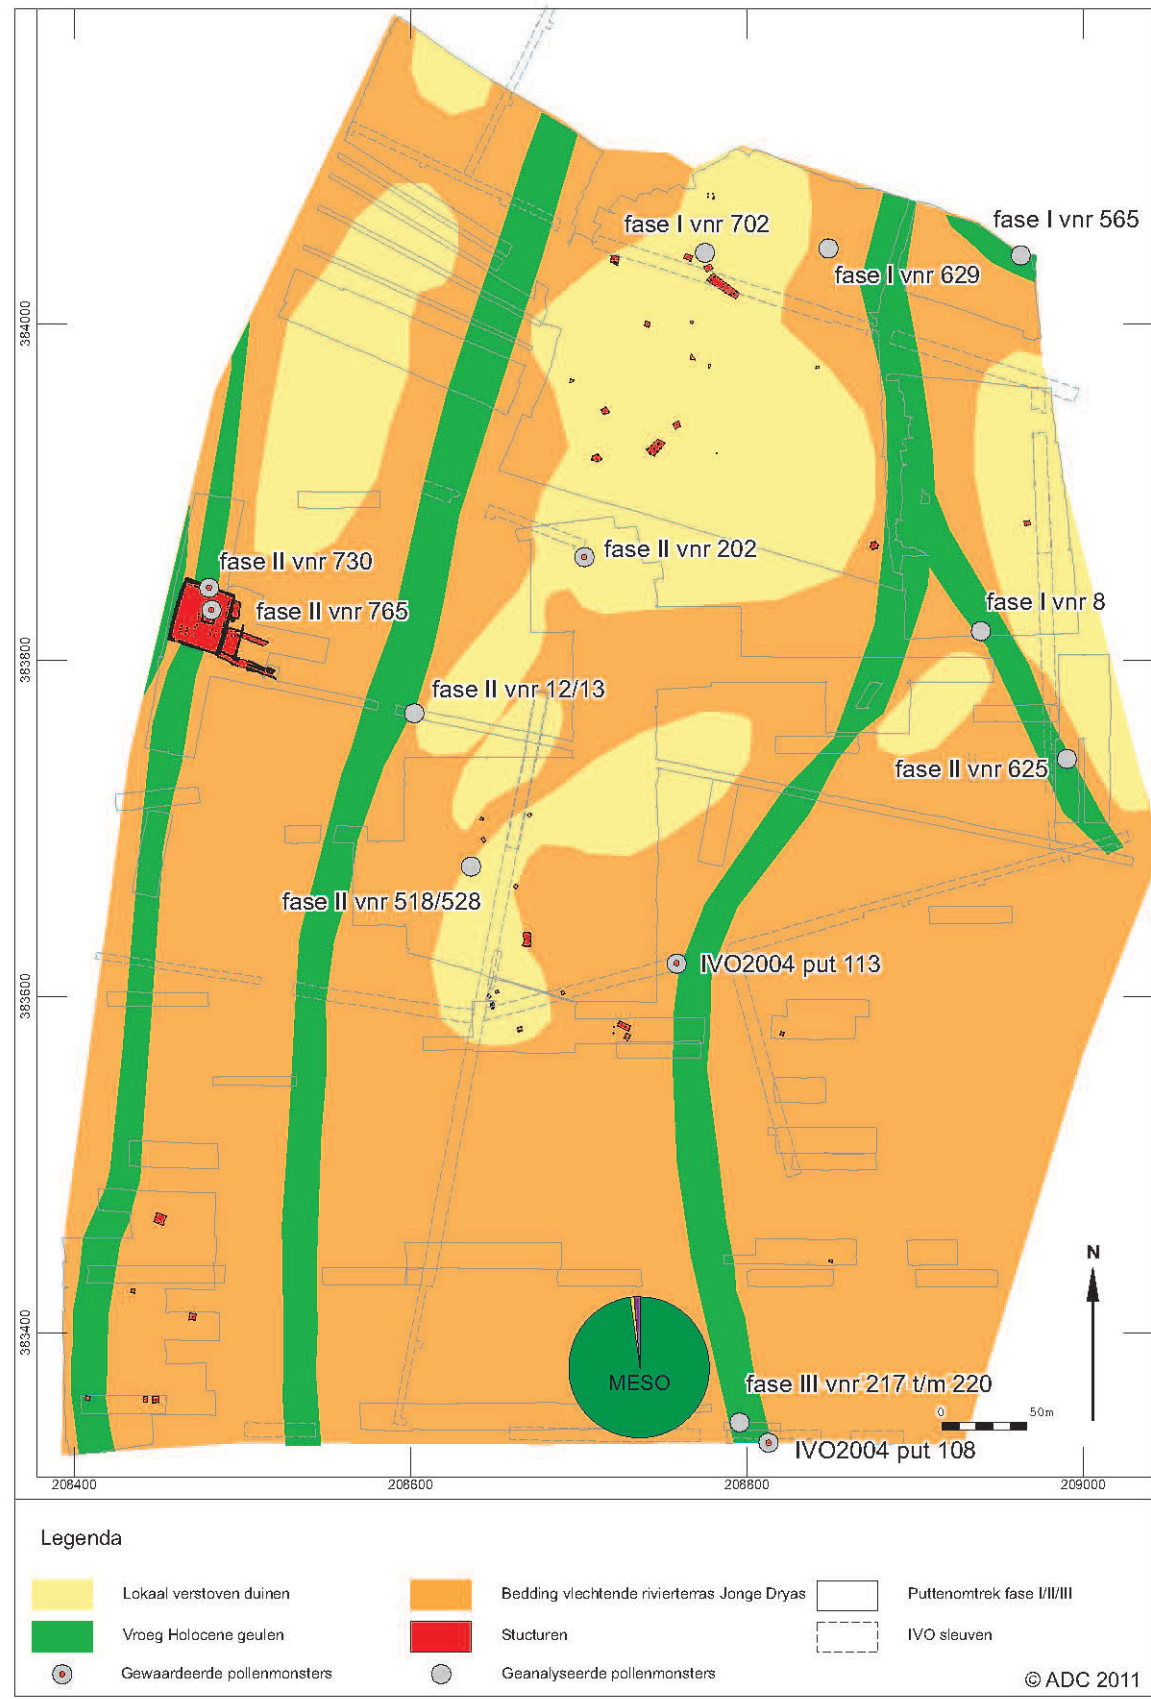 fase I vnr 702
fase I vnr 565
fase I vnr 629
384000
fase II vnr 202
fase II vnr 730
fase II vnr 765
fase I vnr 8
383800
fase II vnr 12/13
fase II vnr 625
fase II vnr 518/528
IVO2004 put 113
383600
N
383400
MESO
fase III vnr 217 t/m 220
0 50m
IVO2004 put 108
208400 208600 208800 209000
Legenda
Lokaal verstoven duinen
Bedding vlechtende rivierterras Jonge Dryas
Puttenomtrek fase I/II/III
Vroeg Holocene geulen
Stucturen
IVO sleuven
Gewaardeerde pollenmonsters
Geanalyseerde pollenmonsters
© ADC 2011